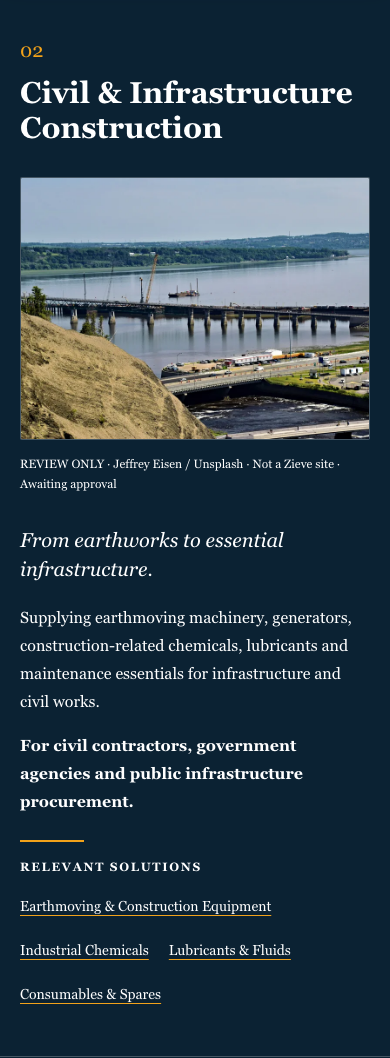 02
Civil & Infrastructure
Construction
REVIEW ONLY · Jeffrey Eisen / Unsplash · Not a Zieve site ·
Awaiting approval
From earthworks to essential
infrastructure.
Supplying earthmoving machinery, generators,
construction-related chemicals, lubricants and
maintenance essentials for infrastructure and
civil works.
For civil contractors, government
agencies and public infrastructure
procurement.
RELEVANT SOLUTIONS
Earthmoving & Construction Equipment
Industrial Chemicals Lubricants & Fluids
Consumables & Spares